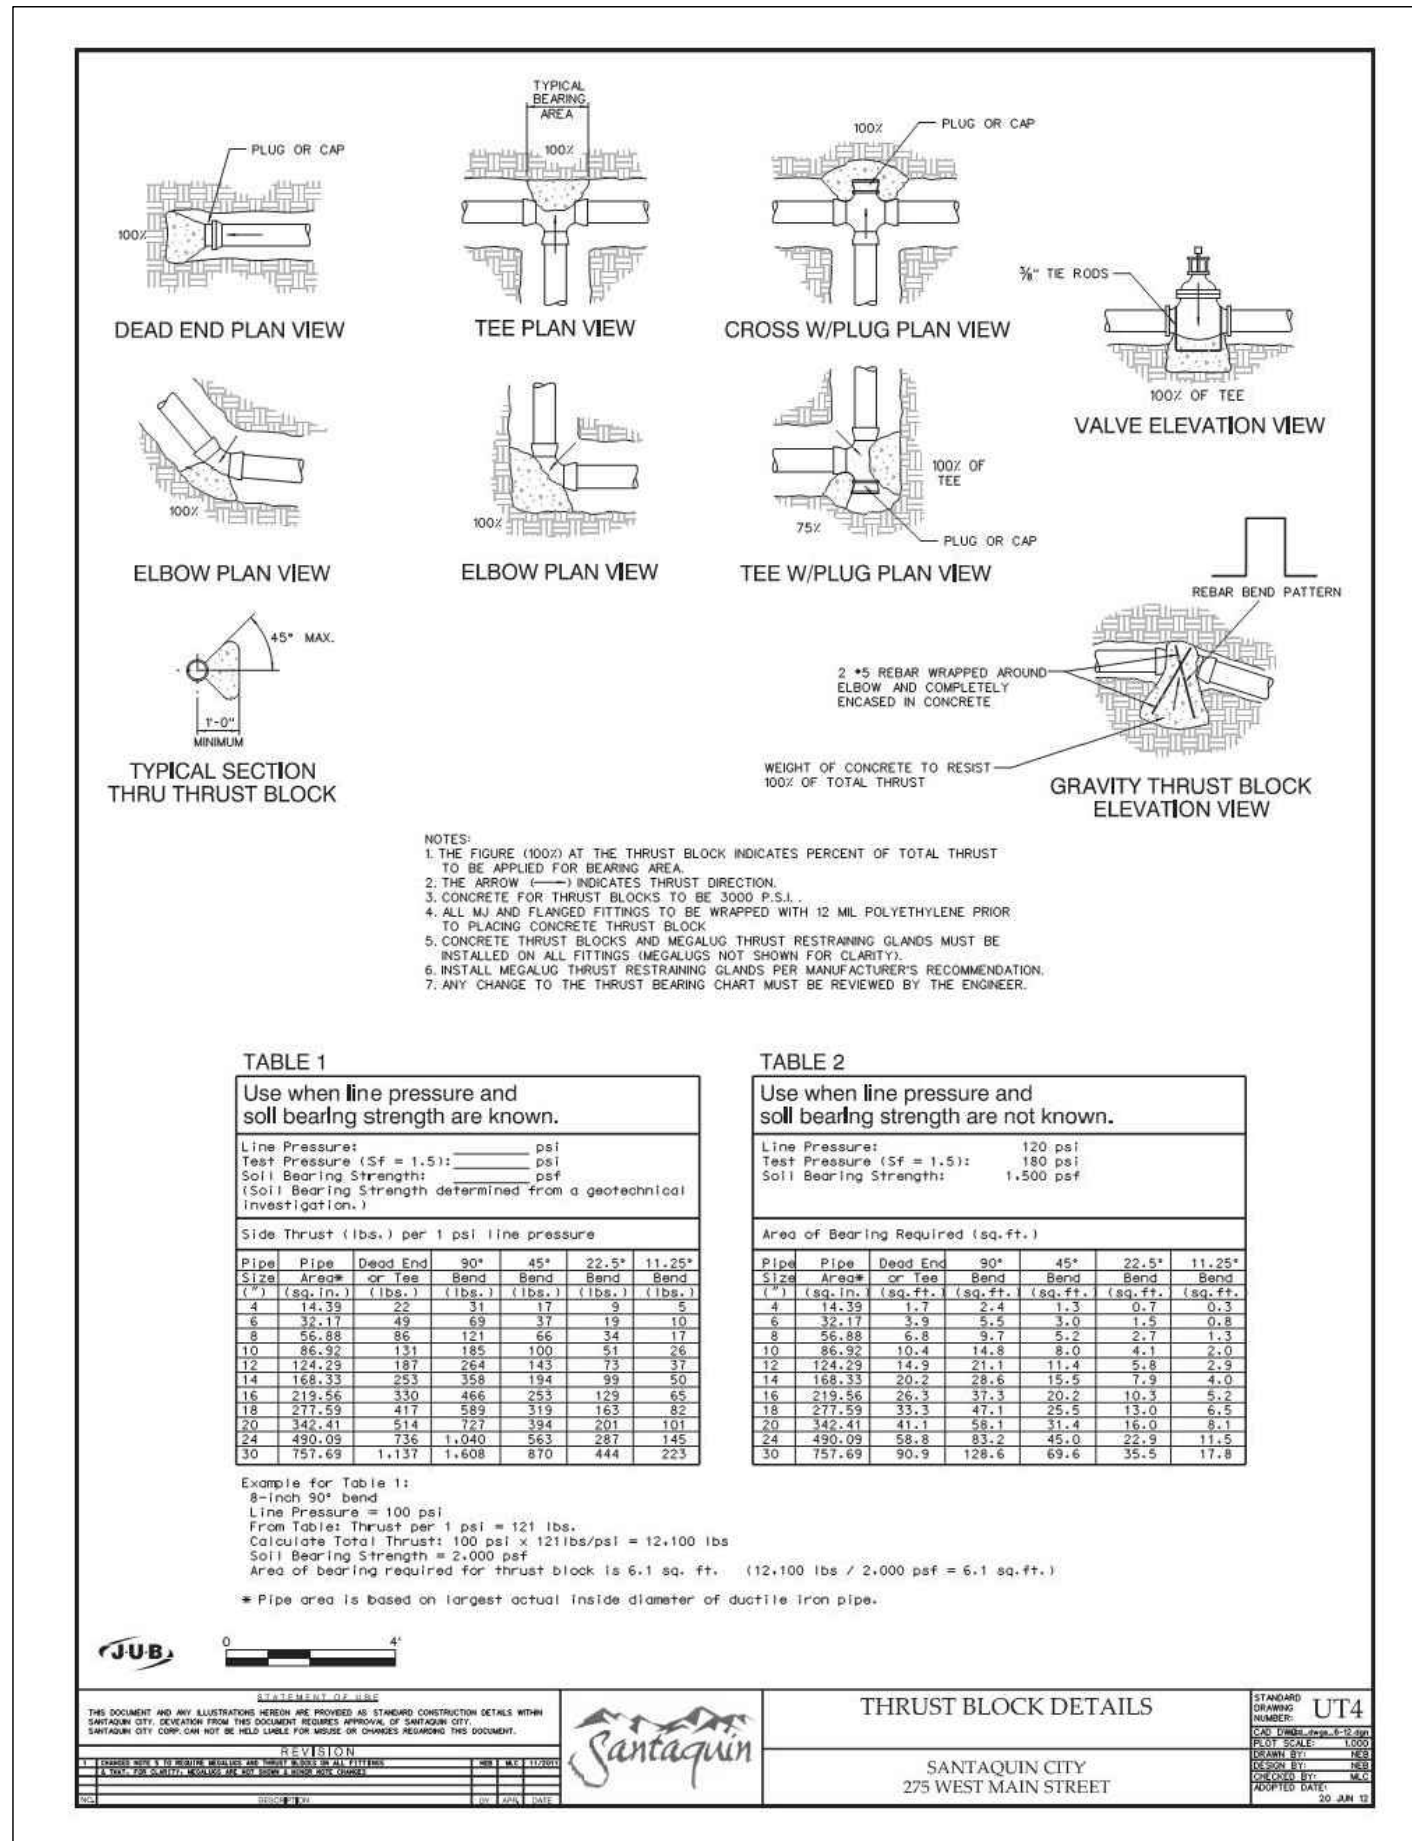 TYPICAL
BEARING
AREA
100%
PLUG OR CAP
100%
DEAD END PLAN VIEW
TEE PLAN VIEW
100%
PLUG OR CAP
CROSS W/PLUG PLAN VIEW
⅜" TIE RODS
100% OF TEE
VALVE ELEVATION VIEW
100%
ELBOW PLAN VIEW
100%
ELBOW PLAN VIEW
100% OF
TEE
75%
PLUG OR CAP
TEE W/PLUG PLAN VIEW
REBAR BEND PATTERN
45° MAX.
1'-0"
MINIMUM
TYPICAL SECTION
THRU THRUST BLOCK
2 #5 REBAR WRAPPED AROUND
ELBOW AND COMPLETELY
ENCASED IN CONCRETE
WEIGHT OF CONCRETE TO RESIST
100% OF TOTAL THRUST
GRAVITY THRUST BLOCK
ELEVATION VIEW
NOTES:
1. THE FIGURE (100%) AT THE THRUST BLOCK INDICATES PERCENT OF TOTAL THRUST
TO BE APPLIED FOR BEARING AREA.
2. THE ARROW (——) INDICATES THRUST DIRECTION.
3. CONCRETE FOR THRUST BLOCKS TO BE 3000 P.S.I. .
4. ALL MJ AND FLANGED FITTINGS TO BE WRAPPED WITH 12 MIL POLYETHYLENE PRIOR
TO PLACING CONCRETE THRUST BLOCK
5. CONCRETE THRUST BLOCKS AND MEGALUG THRUST RESTRAINING GLANDS MUST BE
INSTALLED ON ALL FITTINGS (MEGALUGS NOT SHOWN FOR CLARITY).
6. INSTALL MEGALUG THRUST RESTRAINING GLANDS PER MANUFACTURER'S RECOMMENDATION.
7. ANY CHANGE TO THE THRUST BEARING CHART MUST BE REVIEWED BY THE ENGINEER.
TABLE 1
Use when line pressure and
soil bearing strength are known.
Line Pressure: ________ psi
Test Pressure (Sf = 1.5): ________ psi
Soil Bearing Strength: ________ psf
(Soil Bearing Strength determined from a geotechnical
investigation.)
Side Thrust (lbs.) per 1 psi line pressure
Pipe Pipe Dead End 90° 45° 22.5° 11.25°
Size Area* or Tee Bend Bend Bend Bend
(") (sq.in.) (lbs.) (lbs.) (lbs.) (lbs.) (lbs.)
4 14.39 22 31 17 9 5
6 32.17 49 69 37 19 10
8 56.88 86 121 66 34 17
10 86.92 131 185 100 51 26
12 124.29 187 264 143 73 37
14 168.33 253 358 194 99 50
16 219.56 330 466 253 129 65
18 277.59 417 589 319 163 82
20 342.41 514 727 394 201 101
24 490.09 736 1,040 563 287 145
30 757.69 1,137 1,608 870 444 223
TABLE 2
Use when line pressure and
soil bearing strength are not known.
Line Pressure: 120 psi
Test Pressure (Sf = 1.5): 180 psi
Soil Bearing Strength: 1,500 psf
Area of Bearing Required (sq.ft.)
Pipe Pipe Dead End 90° 45° 22.5° 11.25°
Size Area* or Tee Bend Bend Bend Bend
(") (sq.in.) (sq.ft.) (sq.ft.) (sq.ft.) (sq.ft.) (sq.ft.)
4 14.39 1.7 2.4 1.3 0.7 0.3
6 32.17 3.9 5.5 3.0 1.5 0.8
8 56.88 6.8 9.7 5.2 2.7 1.3
10 86.92 10.4 14.8 8.0 4.1 2.0
12 124.29 14.9 21.1 11.4 5.8 2.9
14 168.33 20.2 28.6 15.5 7.9 4.0
16 219.56 26.3 37.3 20.2 10.3 5.2
18 277.59 33.3 47.1 25.5 13.0 6.5
20 342.41 41.1 58.1 31.4 16.0 8.1
24 490.09 58.8 83.2 45.0 22.9 11.5
30 757.69 90.9 128.6 69.6 35.5 17.8
Example for Table 1:
8-inch 90° bend
Line Pressure = 100 psi
From Table: Thrust per 1 psi = 121 lbs.
Calculate Total Thrust: 100 psi x 121lbs/psi = 12,100 lbs
Soil Bearing Strength = 2,000 psf
Area of bearing required for thrust block is 6.1 sq. ft. (12,100 lbs / 2,000 psf = 6.1 sq.ft.)
* Pipe area is based on largest actual inside diameter of ductile iron pipe.
J-U-B
0 4'
STATEMENT OF USE
THIS DOCUMENT AND ANY ILLUSTRATIONS HEREON ARE PROVIDED AS STANDARD CONSTRUCTION DETAILS WITHIN
SANTAQUIN CITY. DEVEATION FROM THIS DOCUMENT REQUIRES APPROVAL OF SANTAQUIN CITY.
SANTAQUIN CITY CORP. CAN NOT BE HELD LIABLE FOR MISUSE OR CHANGES REGARDING THIS DOCUMENT.
REVISION
1 CHANGED NOTE 5 TO REQUIRE MEGALUGS AND THRUST BLOCKS ON ALL FITTINGS NEB MLC 11/2011
& THAT, FOR CLARITY, MEGALUGS ARE NOT SHOWN & MINOR NOTE CHANGES
NO. DESCRIPTION BY APR. DATE
Santaquin
THRUST BLOCK DETAILS
SANTAQUIN CITY
275 WEST MAIN STREET
STANDARD
DRAWING
NUMBER: UT4
PLOT SCALE: 1.000
DRAWN BY: NEB
DESIGN BY: NEB
CHECKED BY: MLC
ADOPTED DATE:
20 JUN 12